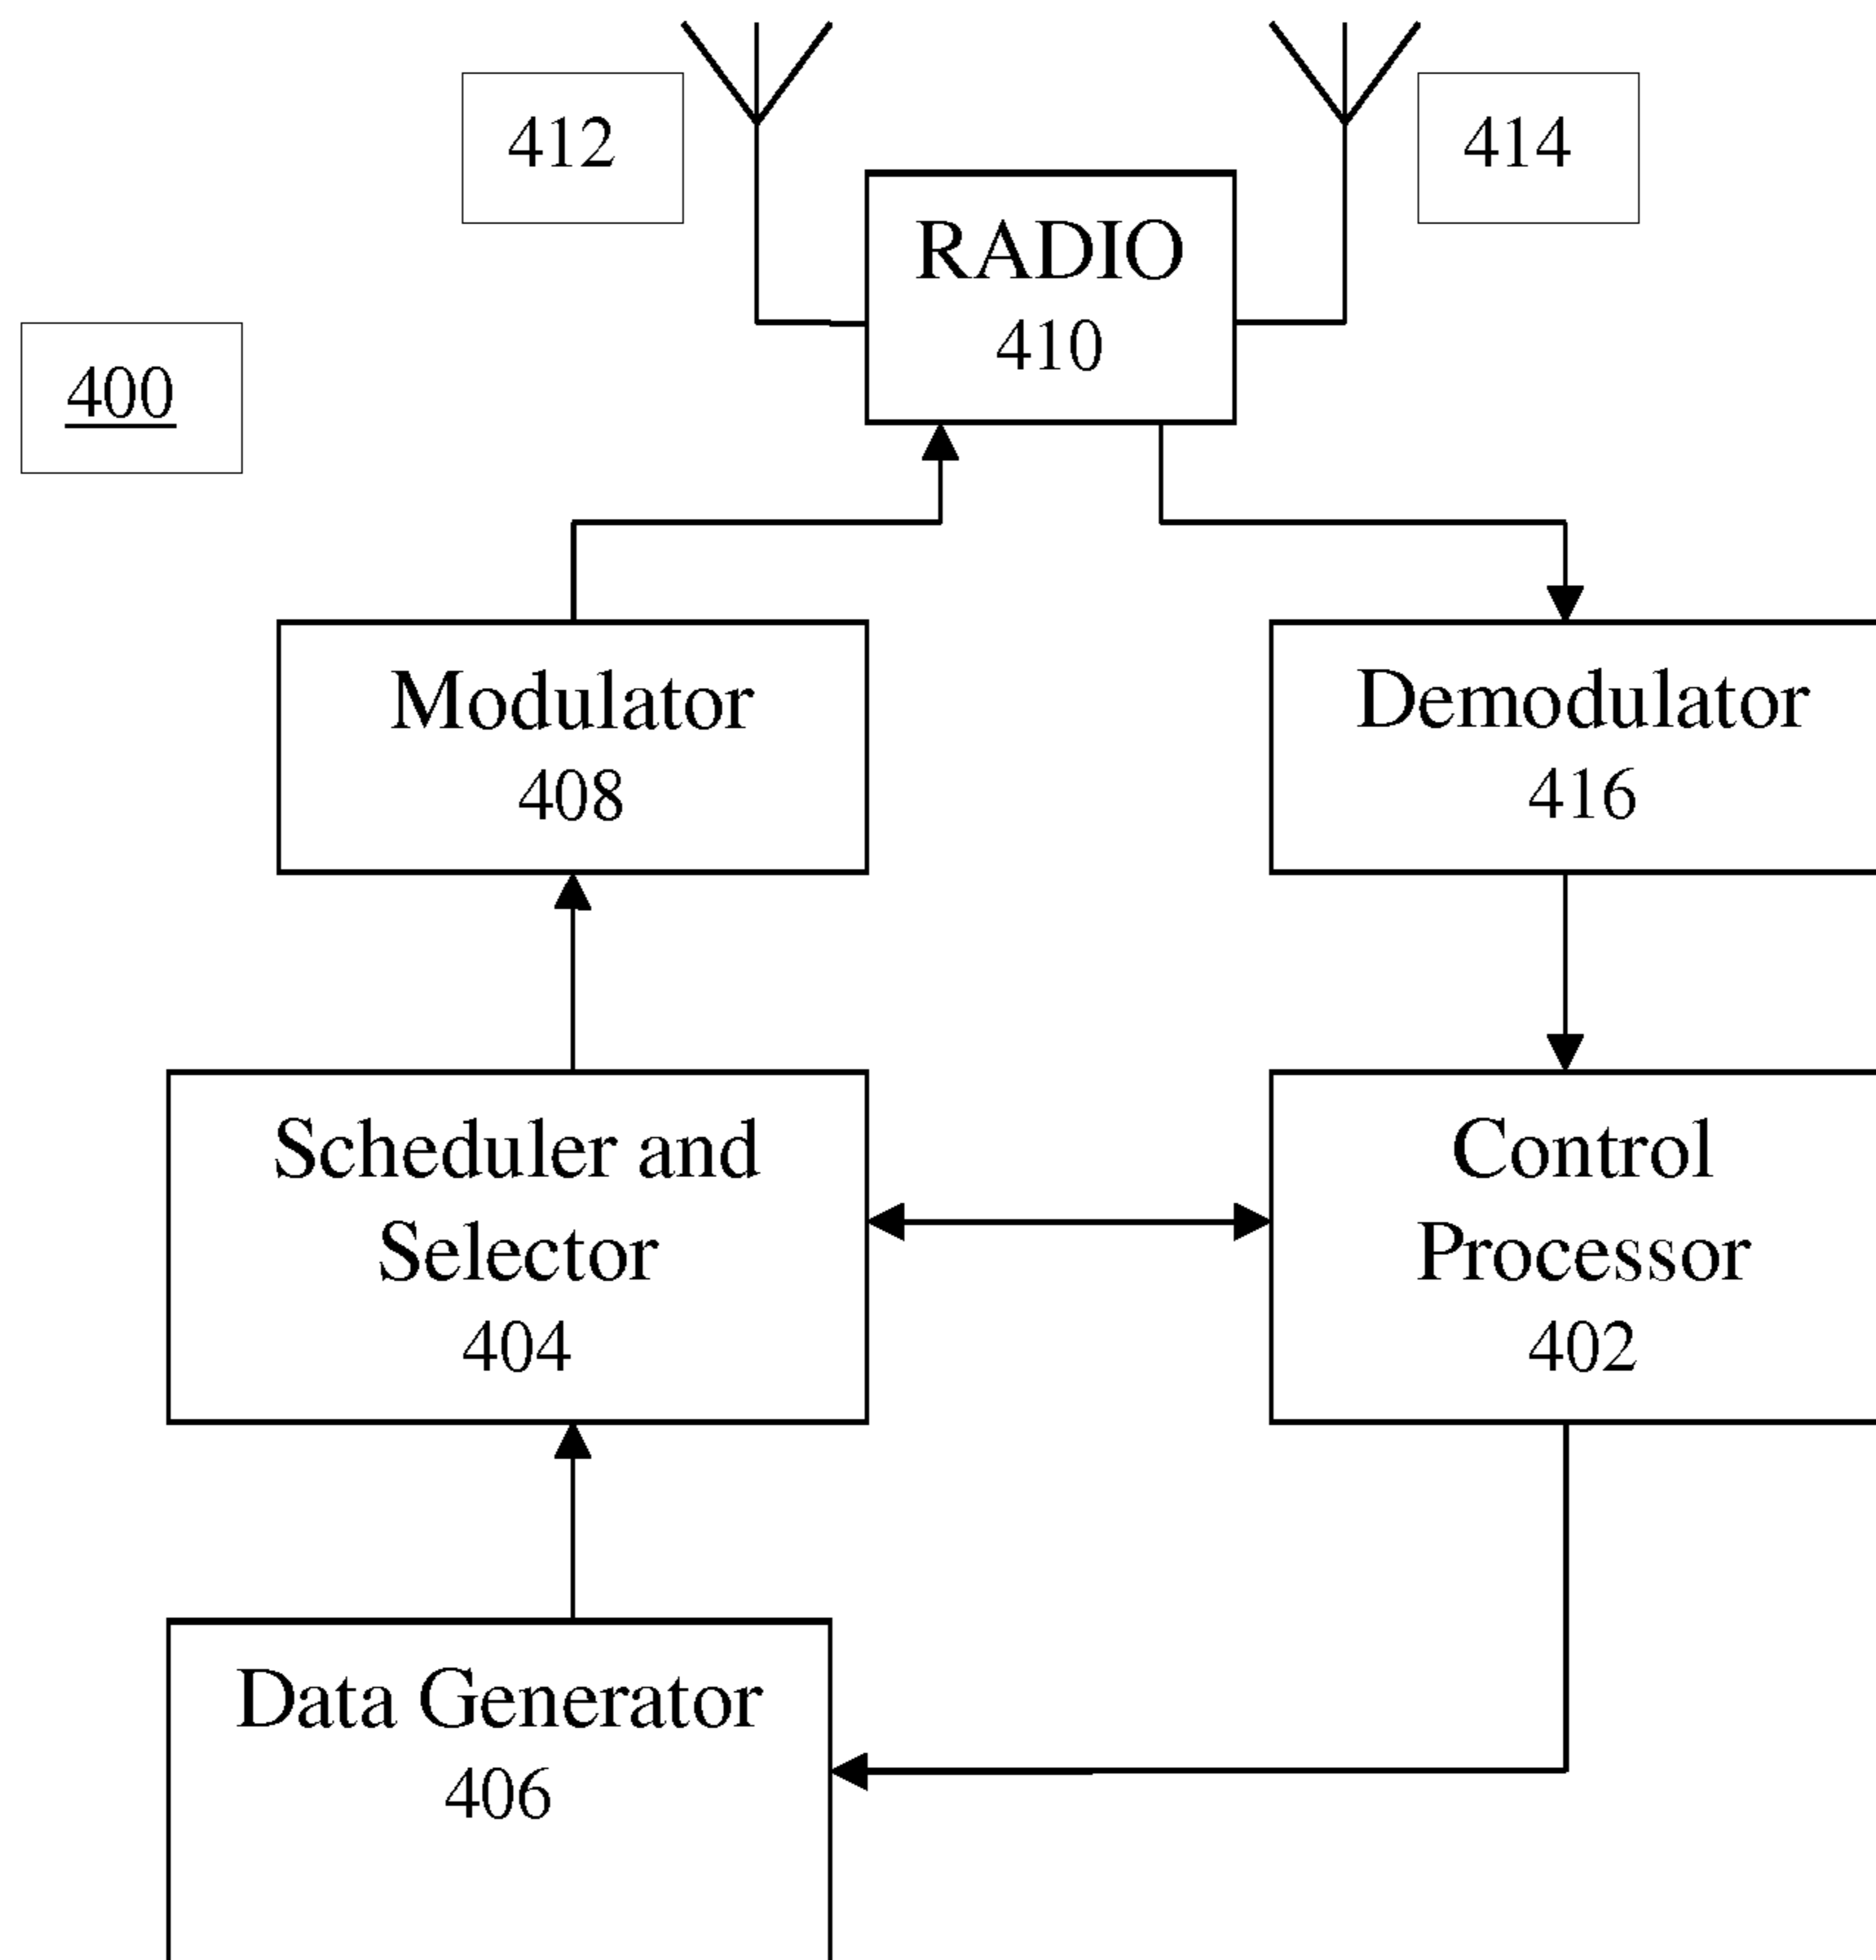 412
414
RADIO
410
400
Modulator
408
Demodulator
416
Scheduler and
Selector
404
Control
Processor
402
Data Generator
406